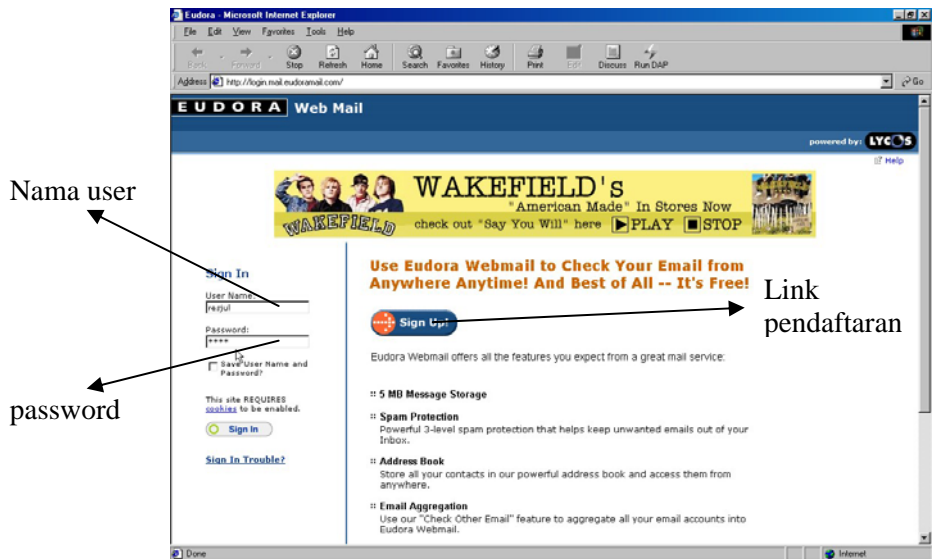 Eudora - Microsoft Internet Explorer
File Edit View Favorites Tools Help
Back Forward Stop Refresh Home Search Favorites History Print Edit Discuss Run DAP
Address http://login.mail.eudoramail.com/ Go
EUDORA Web Mail
powered by: LYCOS
Help
WAKEFIELD's
"American Made" In Stores Now
WAKEFIELD check out "Say You Will" here PLAY STOP
Nama user
Sign In
User Name:
rezjul
Password:
****
Save User Name and
Password?
password
This site REQUIRES
cookies to be enabled.
Sign In
Sign In Trouble?
Use Eudora Webmail to Check Your Email from
Anywhere Anytime! And Best of All -- It's Free!
Sign Up!
Link
pendaftaran
Eudora Webmail offers all the features you expect from a great mail service:
:: 5 MB Message Storage
:: Spam Protection
Powerful 3-level spam protection that helps keep unwanted emails out of your
Inbox.
:: Address Book
Store all your contacts in our powerful address book and access them from
anywhere.
:: Email Aggregation
Use our "Check Other Email" feature to aggregate all your email accounts into
Eudora Webmail.
Done Internet